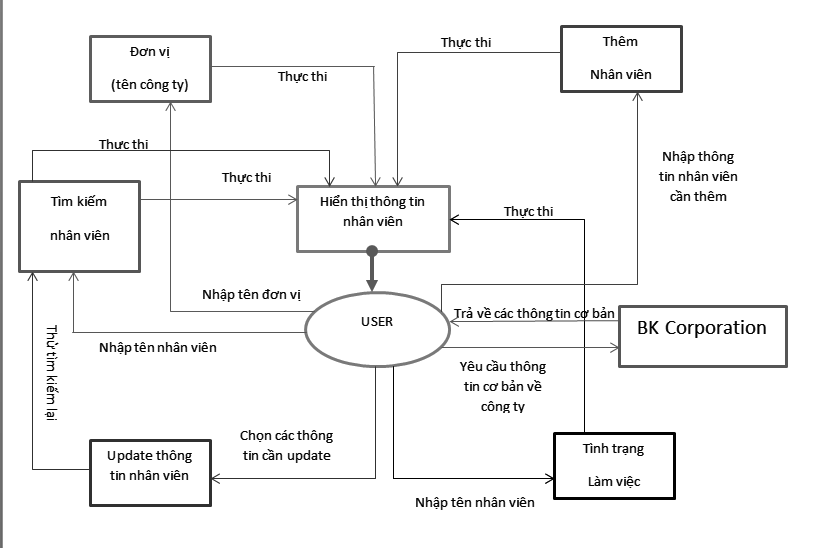 Đơn vị
(tên công ty)
Thực thi
Thực thi
Thêm
Nhân viên
Thưc thi
Thực thi
Nhập thông
tin nhân viên
cần thêm
Tìm kiếm
nhân viên
Hiển thị thông tin
nhân viên
Thực thi
Nhập tên đơn vị
USER
Trả về các thông tin cơ bản
BK Corporation
Nhập tên nhân viên
Thử tìm kiếm lại
Yêu cầu thông
tin cơ bản về
công ty
Update thông
tin nhân viên
Chọn các thông
tin cần update
Tình trạng
Làm việc
Nhập tên nhân viên